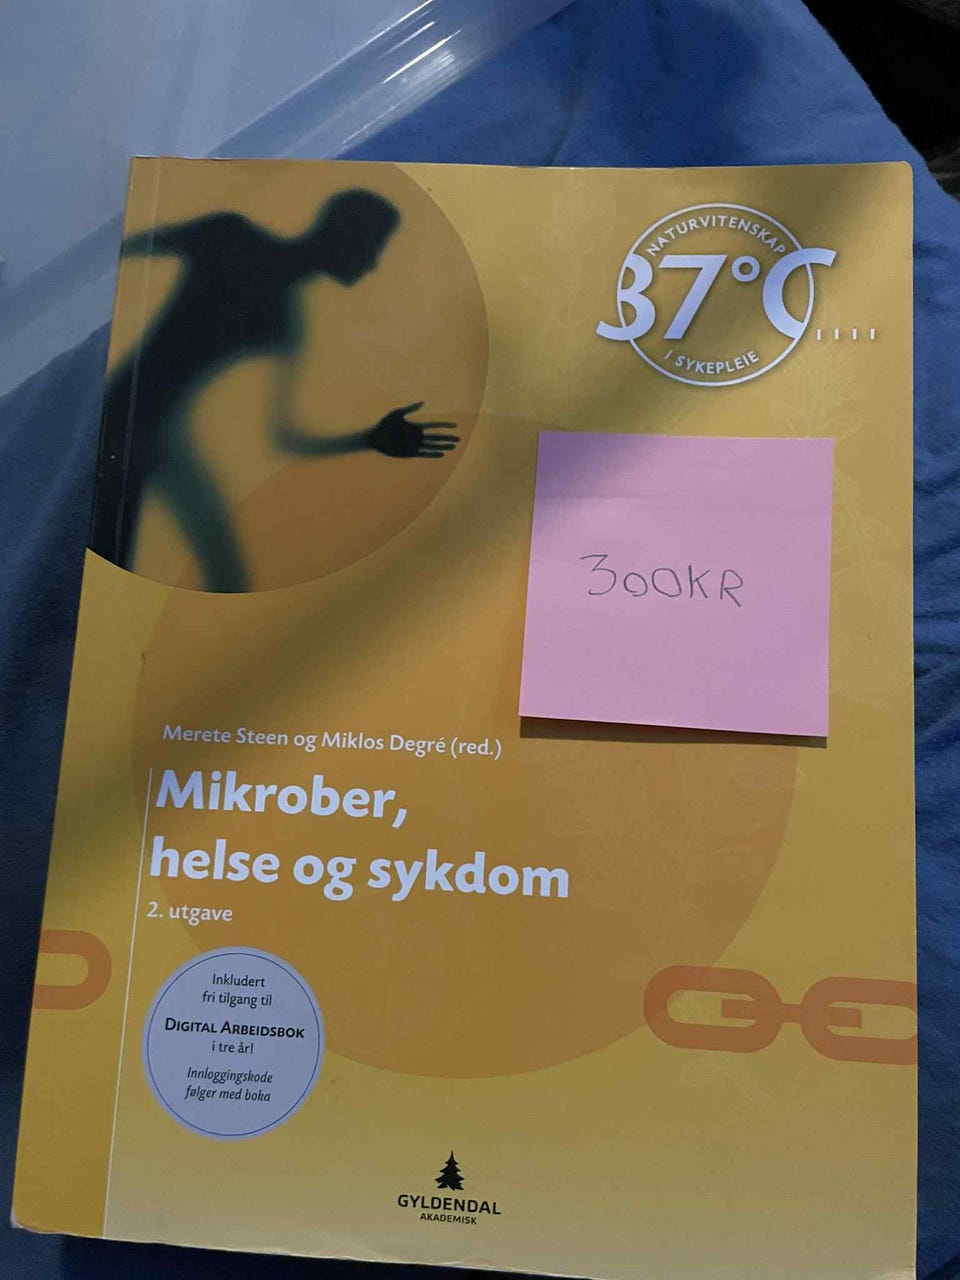 NATURVITENSKAP
37°C
I SYKEPLEIE
300KR
Merete Steen og Miklos Degré (red.)
Mikrober,
helse og sykdom
2. utgave
Inkludert
fri tilgang til
DIGITAL ARBEIDSBOK
i tre år!
Innloggingskode
følger med boka
GYLDENDAL
AKADEMISK